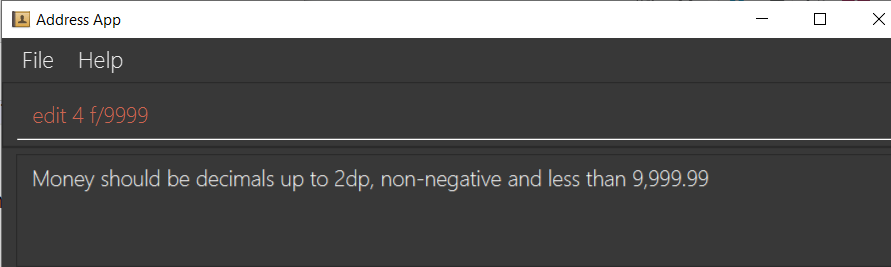 Address App
File Help
edit 4 f/9999
Money should be decimals up to 2dp, non-negative and less than 9,999.99